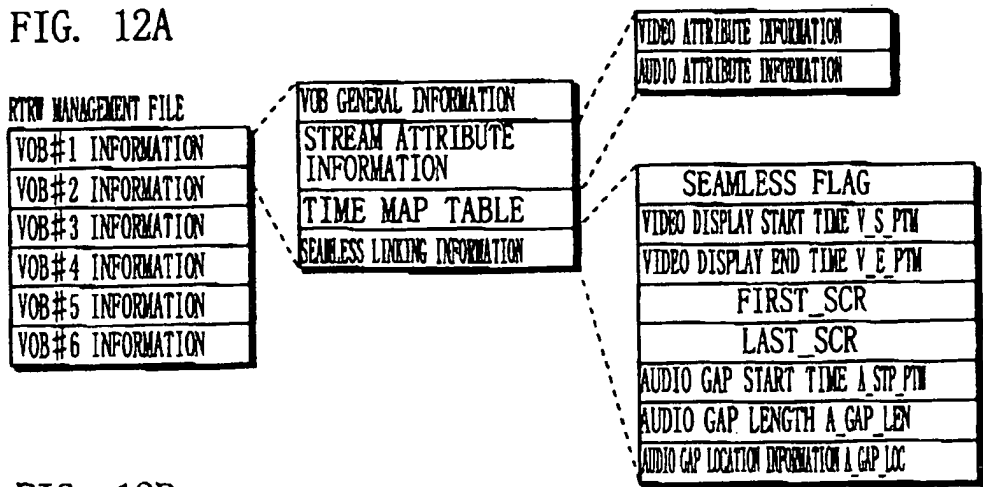 FIG. 12A
RTRW MANAGEMENT FILE
VOB#1 INFORMATION
VOB#2 INFORMATION
VOB#3 INFORMATION
VOB#4 INFORMATION
VOB#5 INFORMATION
VOB#6 INFORMATION
VOB GENERAL INFORMATION
STREAM ATTRIBUTE
INFORMATION
TIME MAP TABLE
SEAMLESS LINKING INFORMATION
VIDEO ATTRIBUTE INFORMATION
AUDIO ATTRIBUTE INFORMATION
SEAMLESS FLAG
VIDEO DISPLAY START TIME V_S_PTM
VIDEO DISPLAY END TIME V_E_PTM
FIRST_SCR
LAST_SCR
AUDIO GAP START TIME A_STP_PTM
AUDIO GAP LENGTH A_GAP_LEN
AUDIO GAP LOCATION INFORMATION A_GAP_LOC